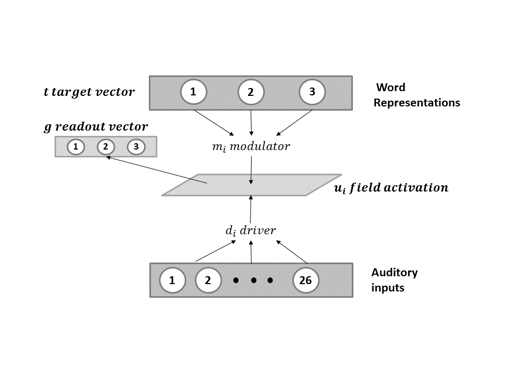 t target vector
1 2 3
Word
Representations
g readout vector
1 2 3
m_i modulator
u_i field activation
d_i driver
1 2 • • • 26
Auditory
inputs